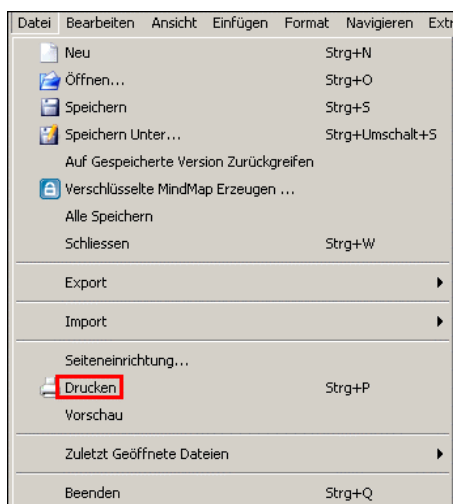 Datei Bearbeiten Ansicht Einfügen Format Navigieren Extr
Neu Strg+N
Öffnen... Strg+O
Speichern Strg+S
Speichern Unter... Strg+Umschalt+S
Auf Gespeicherte Version Zurückgreifen
Verschlüsselte MindMap Erzeugen ...
Alle Speichern
Schliessen Strg+W
Export
Import
Seiteneinrichtung...
Drucken Strg+P
Vorschau
Zuletzt Geöffnete Dateien
Beenden Strg+Q